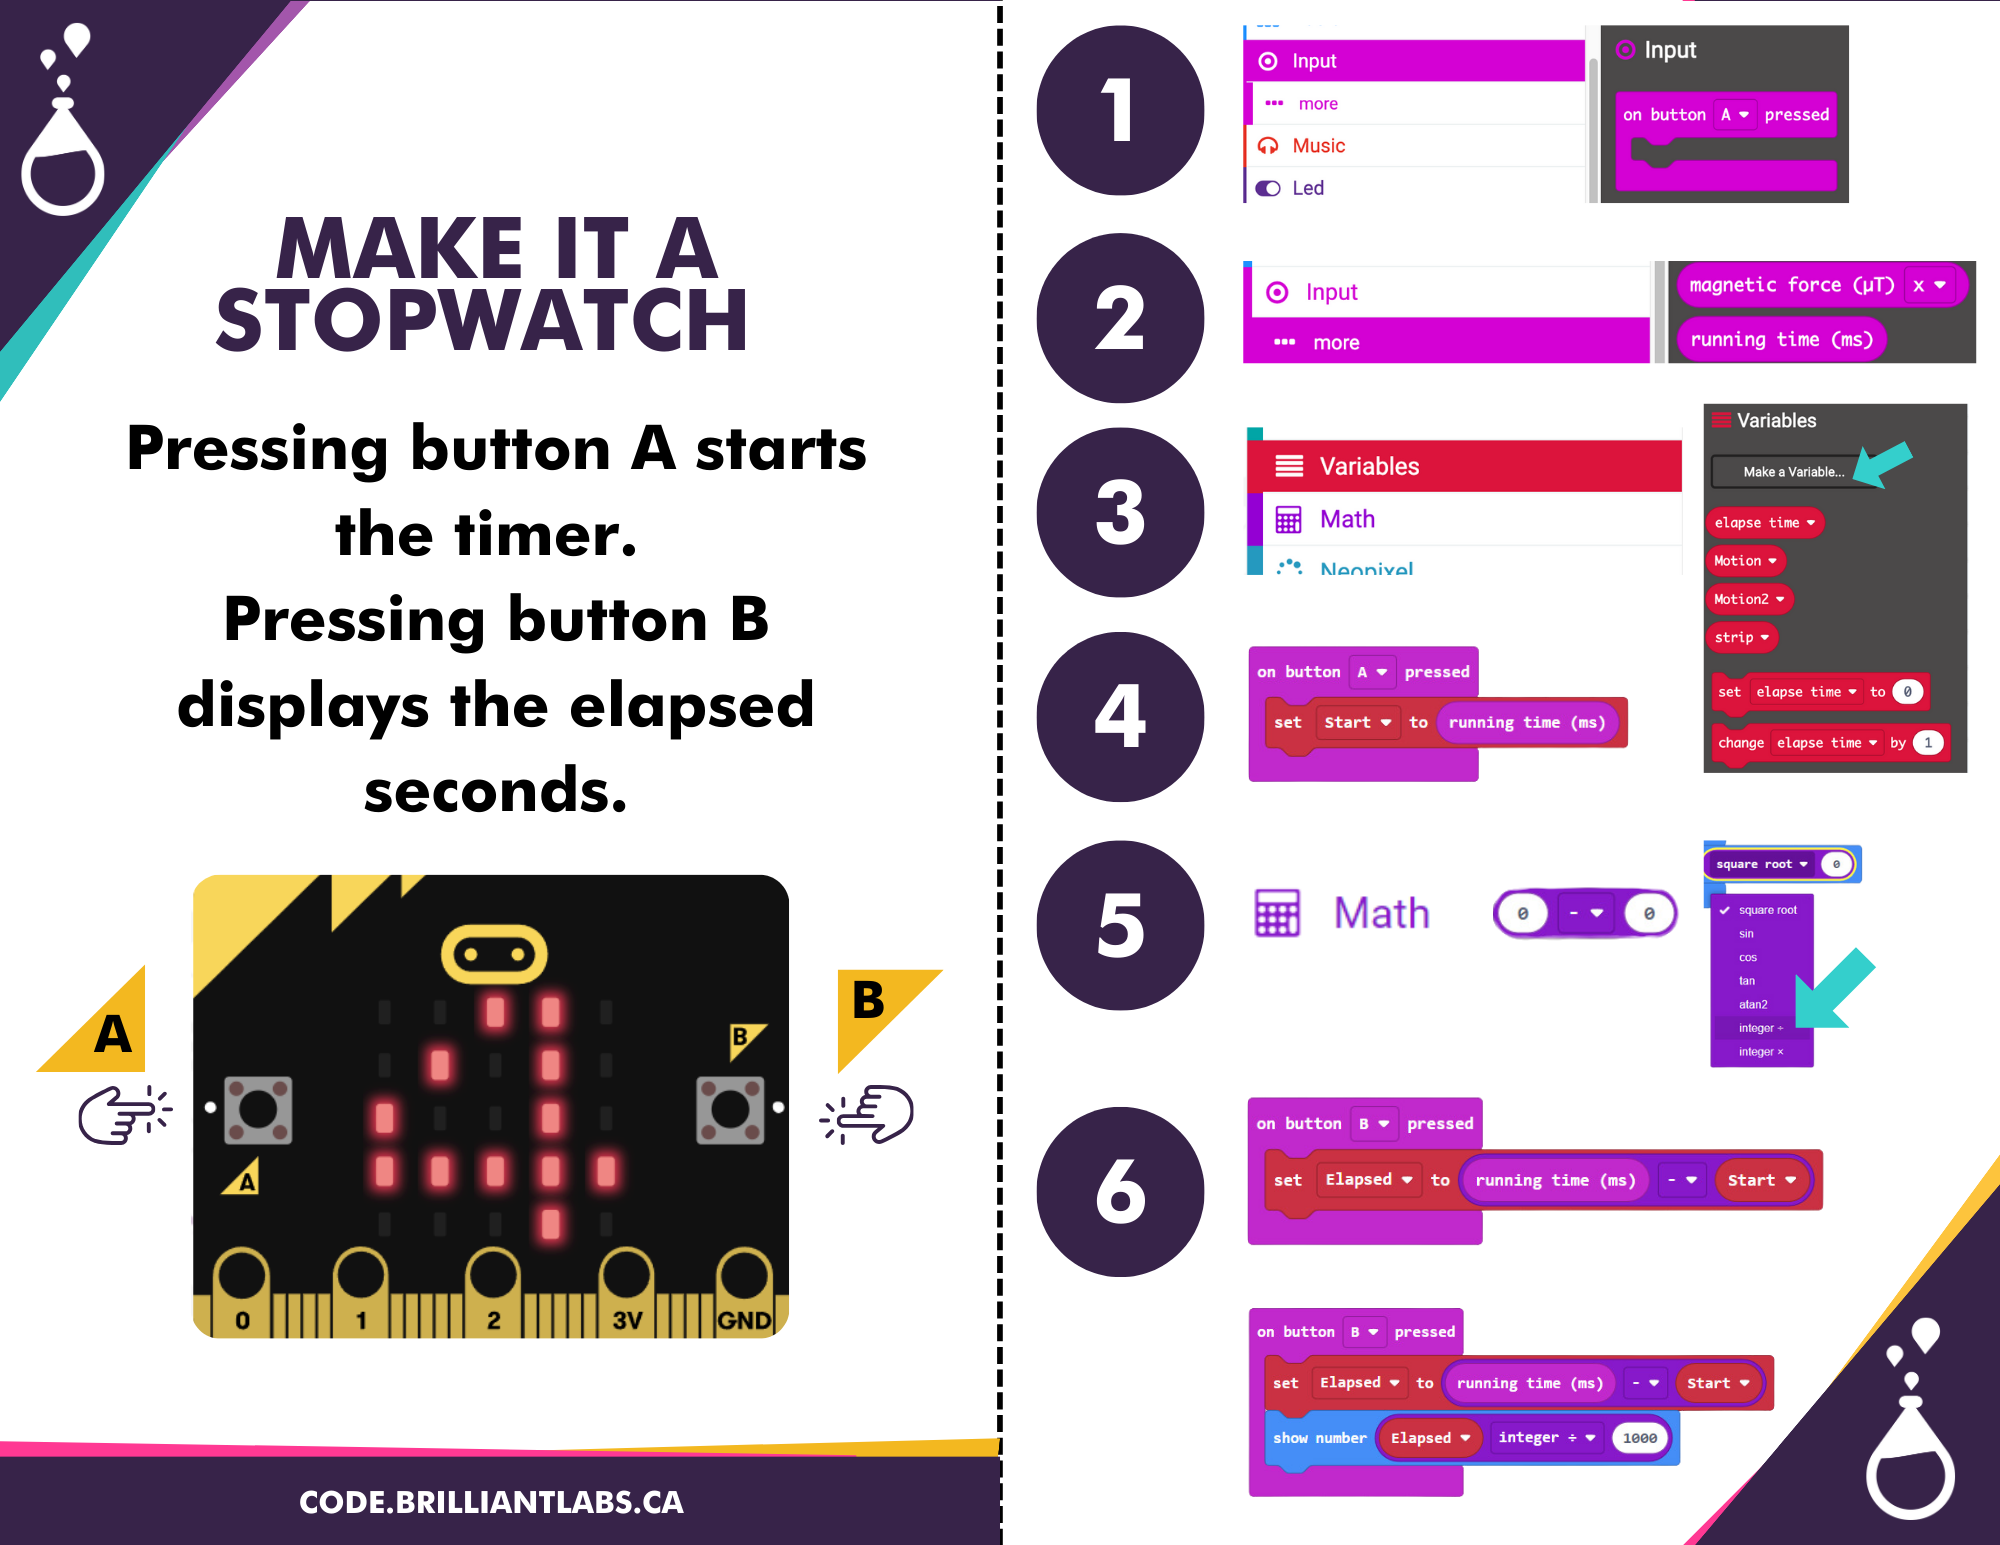 MAKE IT A
STOPWATCH
Pressing button A starts
the timer.
Pressing button B
displays the elapsed
seconds.
A
B
B
A
0 1 2 3V GND
CODE.BRILLIANTLABS.CA
1
Input
more
Music
Led
Input
on button A pressed
2
Input
more
magnetic force (µT) x
running time (ms)
3
Variables
Math
Neopixel
Variables
Make a Variable...
elapse time
Motion
Motion2
strip
set elapse time to 0
change elapse time by 1
4
on button A pressed
set Start to running time (ms)
5
Math
0 - 0
square root 0
square root
sin
cos
tan
atan2
integer ÷
integer ×
6
on button B pressed
set Elapsed to running time (ms) - Start
on button B pressed
set Elapsed to running time (ms) - Start
show number Elapsed integer ÷ 1000